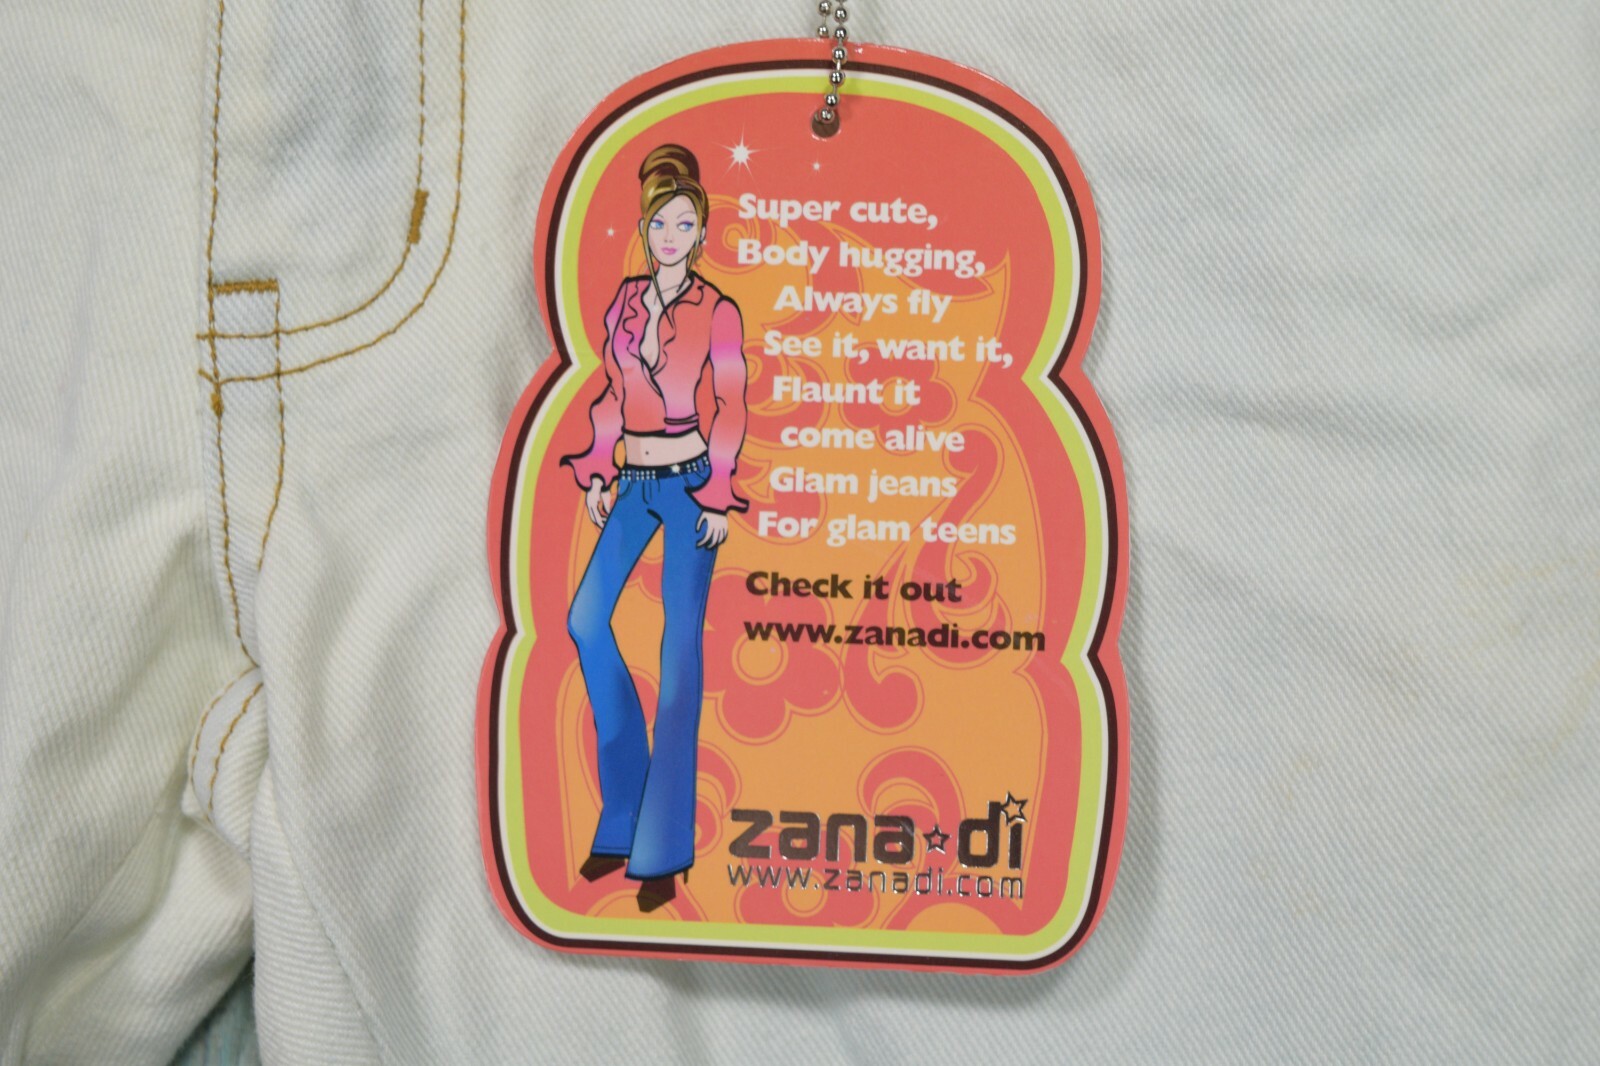 Super cute,
Body hugging,
Always fly
See it, want it,
Flaunt it
come alive
Glam jeans
For glam teens
Check it out
www.zanadi.com
zana☆di
www.zanadi.com